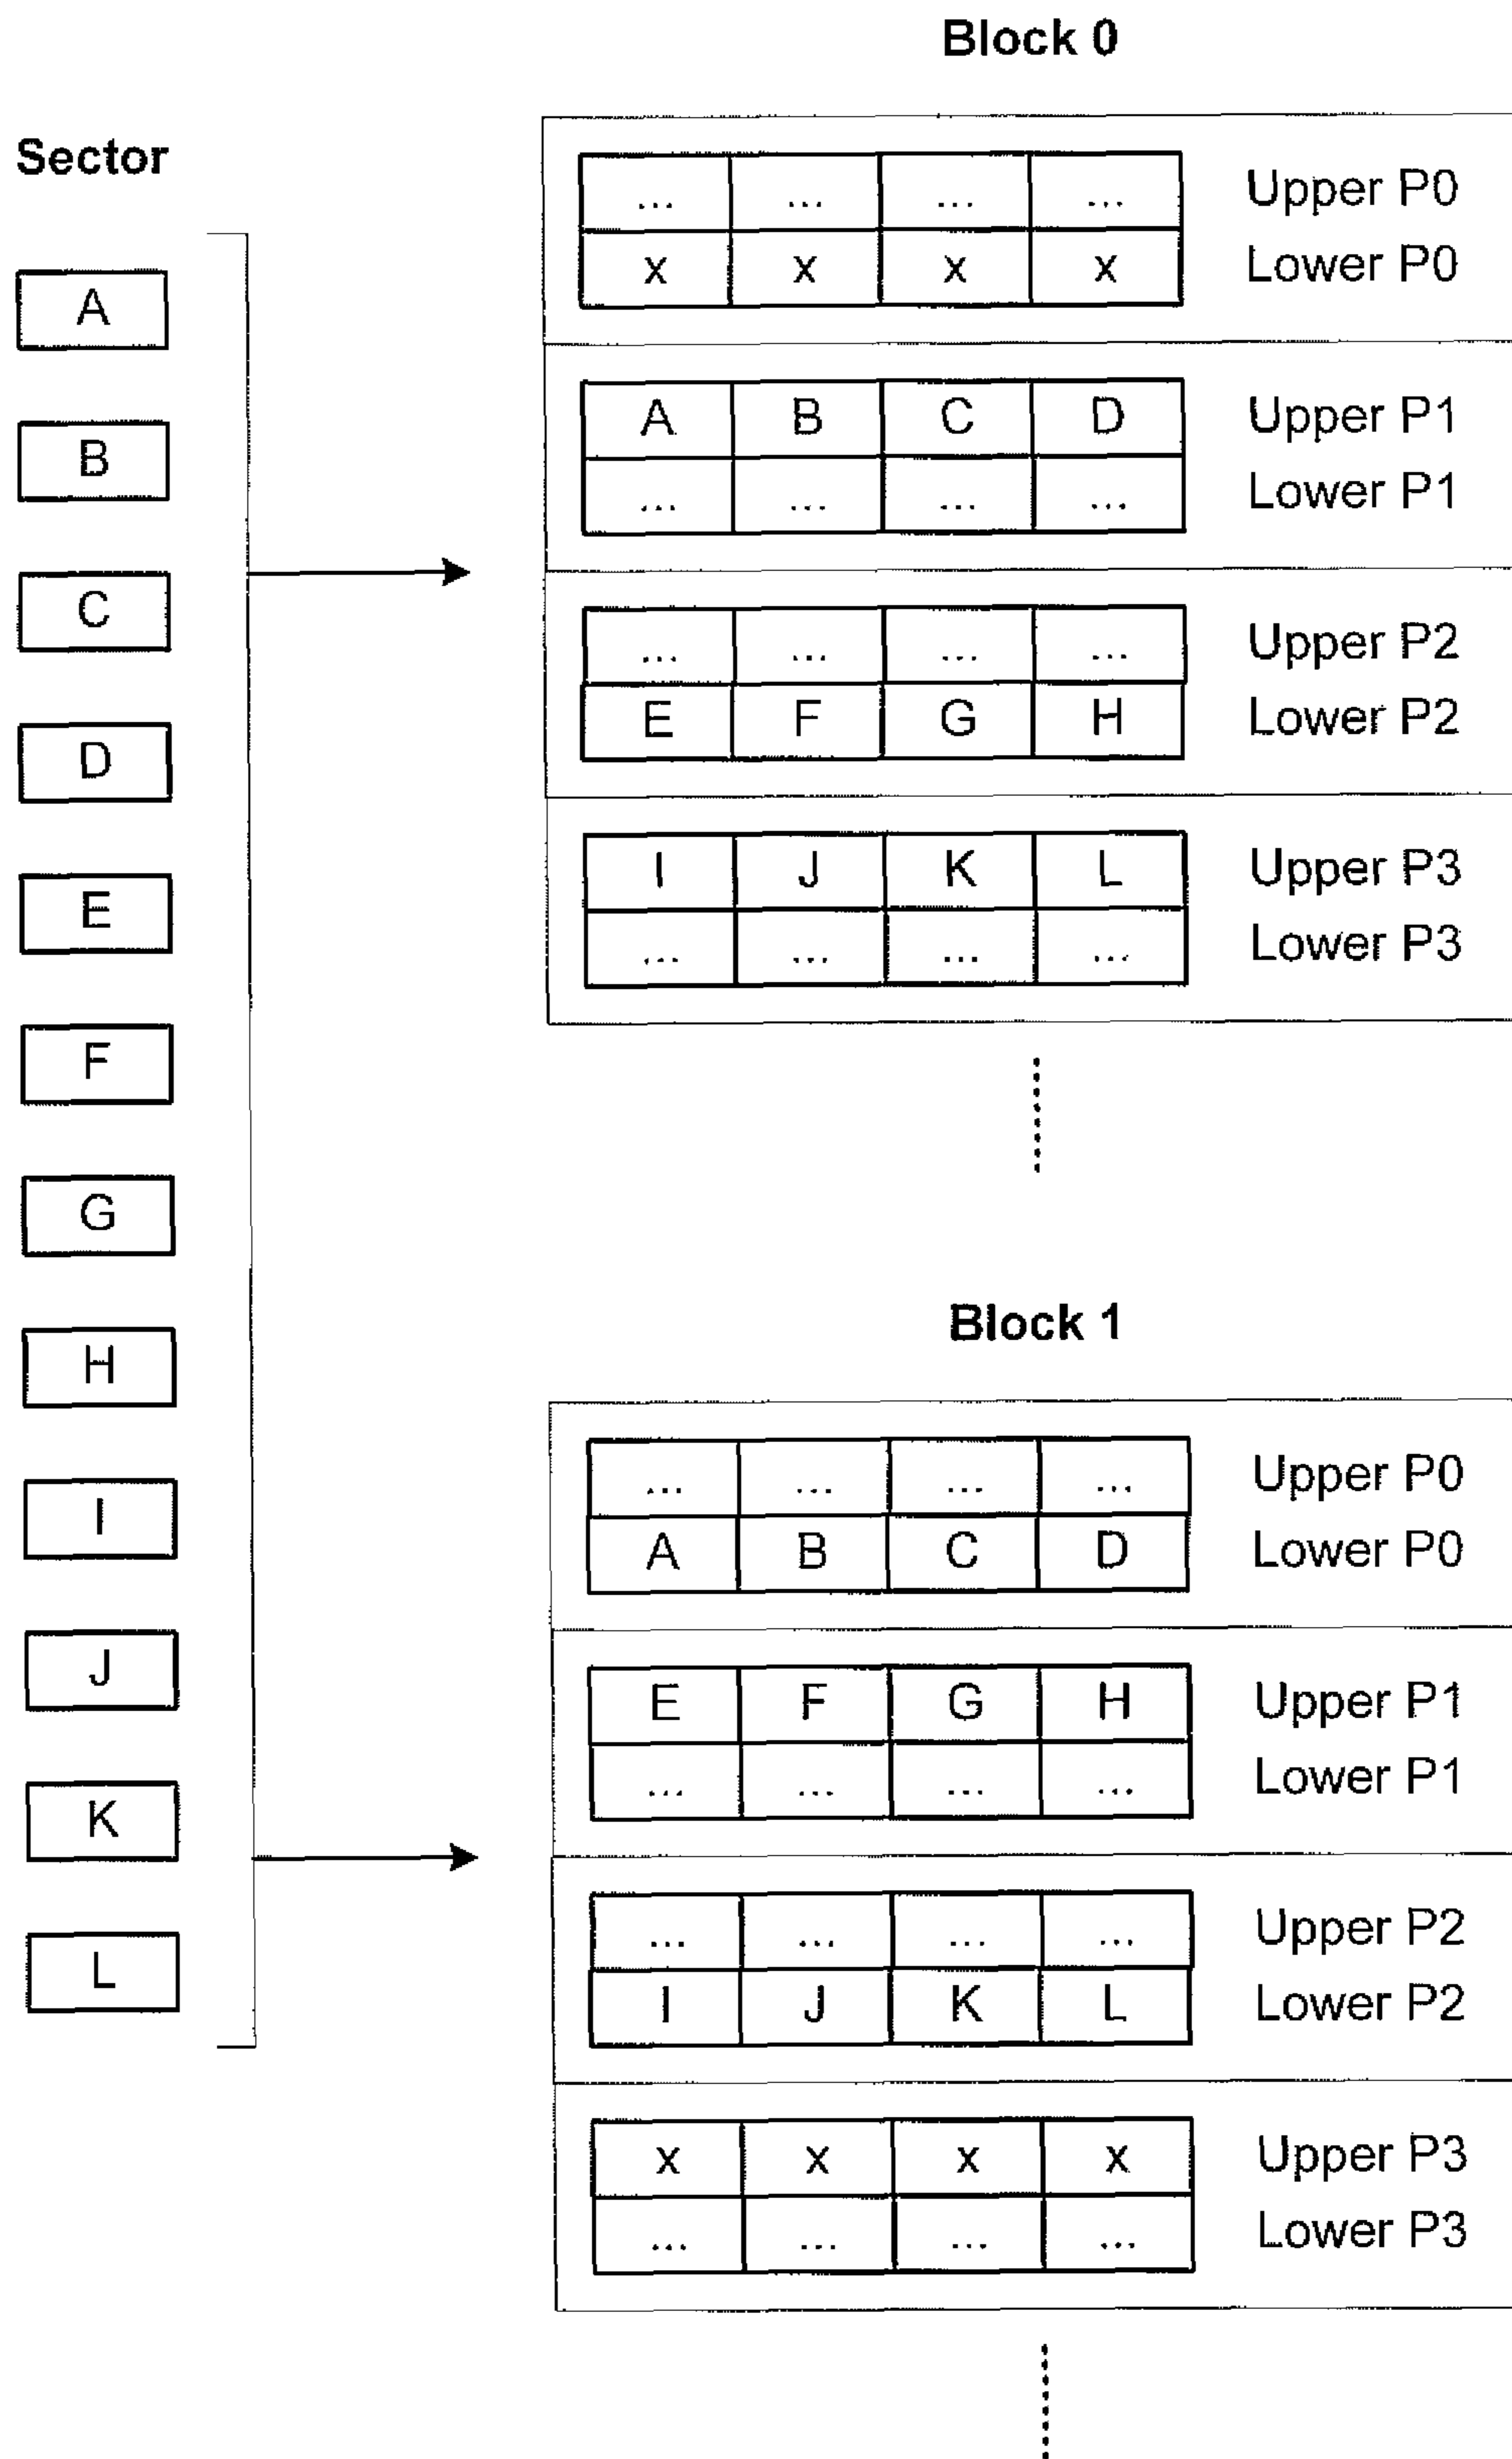 Block 0
Sector
... ... ... ... Upper P0
x x x x Lower P0
A B C D Upper P1
... ... ... ... Lower P1
... ... ... ... Upper P2
E F G H Lower P2
I J K L Upper P3
... ... ... ... Lower P3
A
B
C
D
E
F
G
H
I
J
K
L
Block 1
... ... ... ... Upper P0
A B C D Lower P0
E F G H Upper P1
... ... ... ... Lower P1
... ... ... ... Upper P2
I J K L Lower P2
x x x x Upper P3
... ... ... ... Lower P3